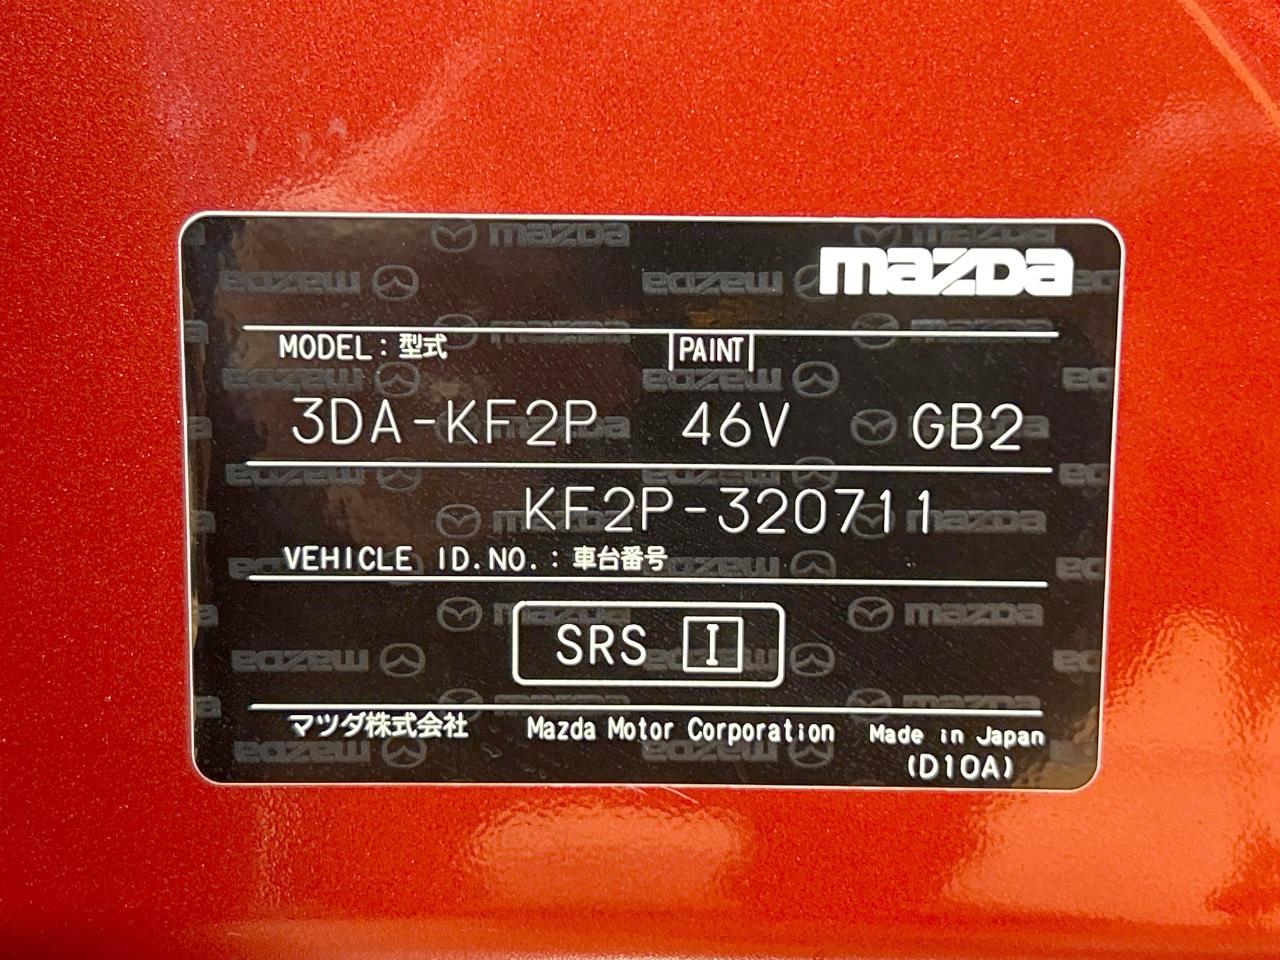 mazda
MODEL : 型式 PAINT
3DA-KF2P 46V GB2
KF2P-320711
VEHICLE ID.NO. : 車台番号
SRS I
マツダ株式会社 Mazda Motor Corporation Made in Japan
(D10A)